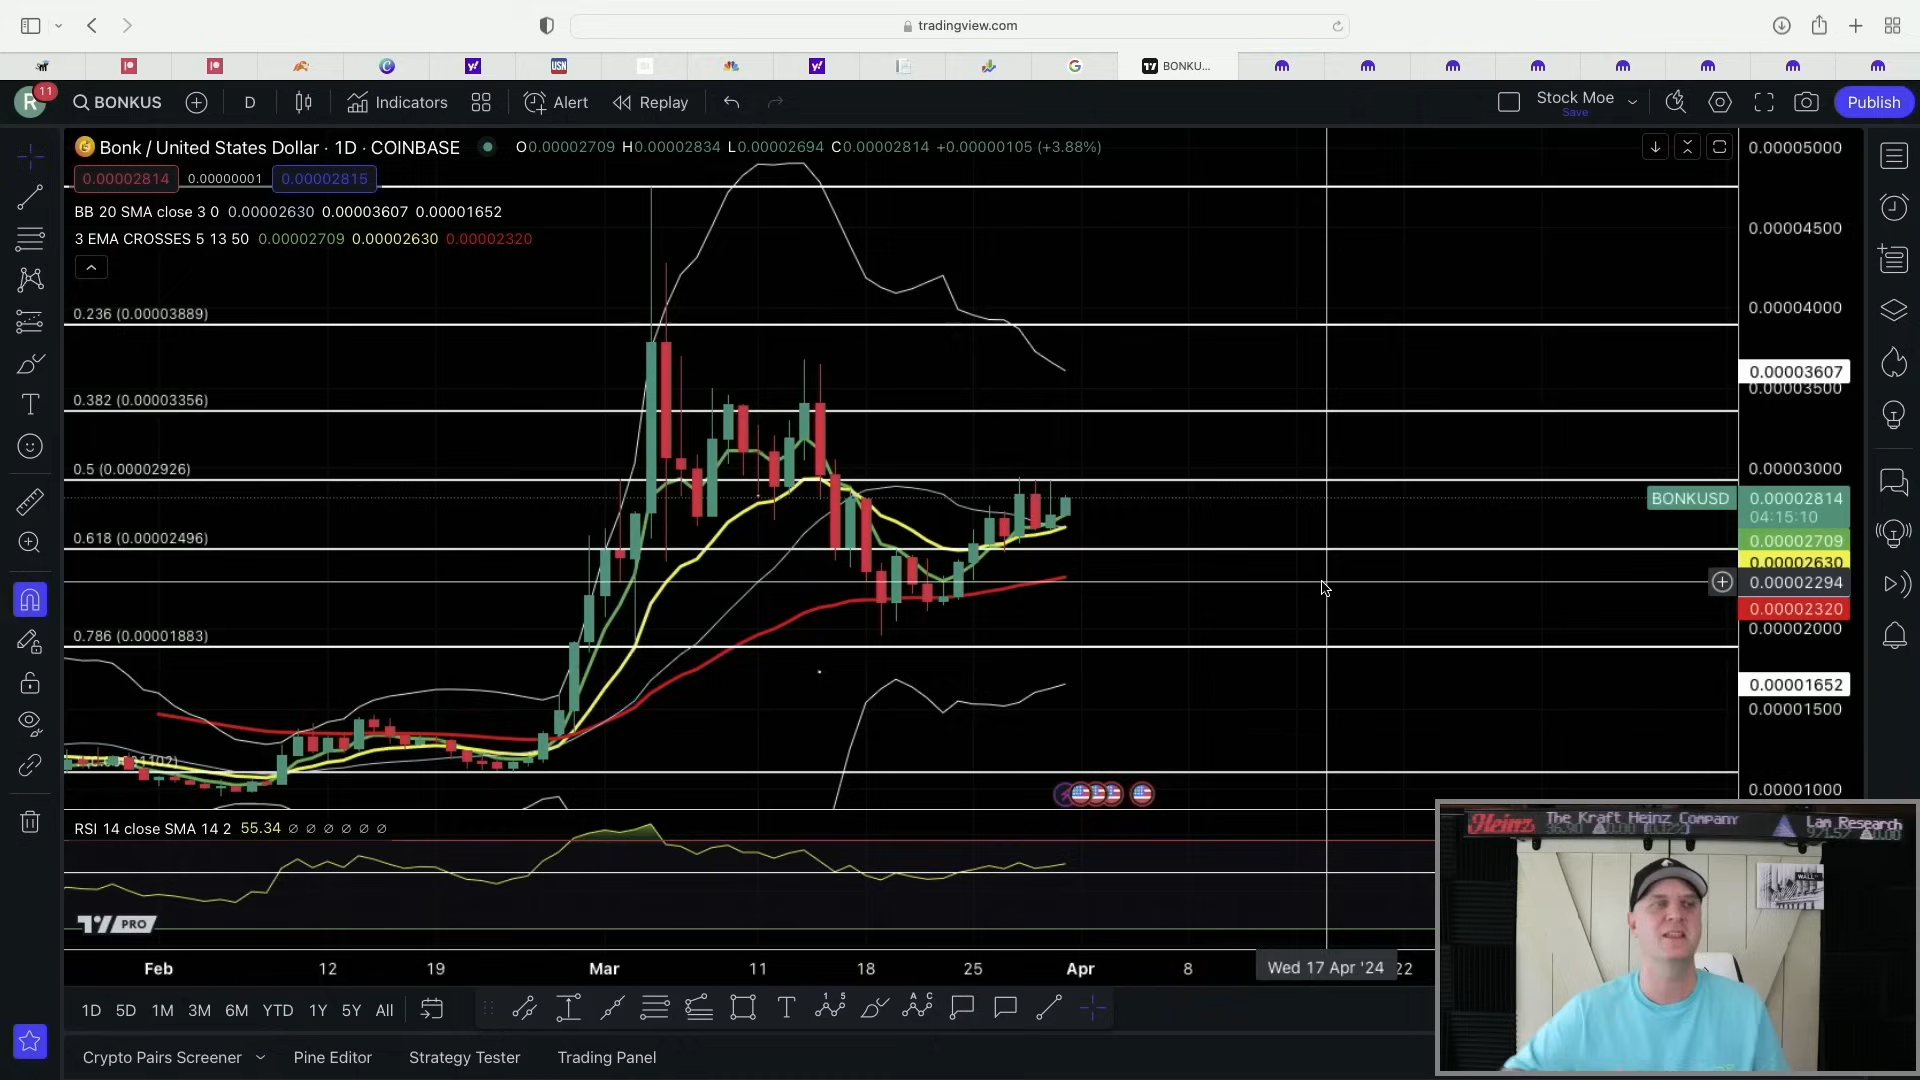 tradingview.com
BONKU...
R 11
BONKUS
D
Indicators
Alert
Replay
Stock Moe
Save
Publish
Bonk / United States Dollar · 1D · COINBASE
O0.00002709 H0.00002834 L0.00002694 C0.00002814 +0.00000105 (+3.88%)
0.00002814 0.00000001 0.00002815
BB 20 SMA close 3 0 0.00002630 0.00003607 0.00001652
3 EMA CROSSES 5 13 50 0.00002709 0.00002630 0.00002320
0.236 (0.00003889)
0.382 (0.00003356)
0.5 (0.00002926)
0.618 (0.00002496)
0.786 (0.00001883)
0.00005000
0.00004500
0.00004000
0.00003607
0.00003500
0.00003000
BONKUSD 0.00002814
04:15:10
0.00002709
0.00002630
0.00002294
0.00002320
0.00002000
0.00001652
0.00001500
0.00001000
RSI 14 close SMA 14 2 55.34 ∅ ∅ ∅ ∅ ∅ ∅
PRO
Feb 12 19 Mar 11 18 25 Apr 8 Wed 17 Apr '24 22
1D 5D 1M 3M 6M YTD 1Y 5Y All
Crypto Pairs Screener Pine Editor Strategy Tester Trading Panel
Heinz The Kraft Heinz Company
Lam Research
WALL